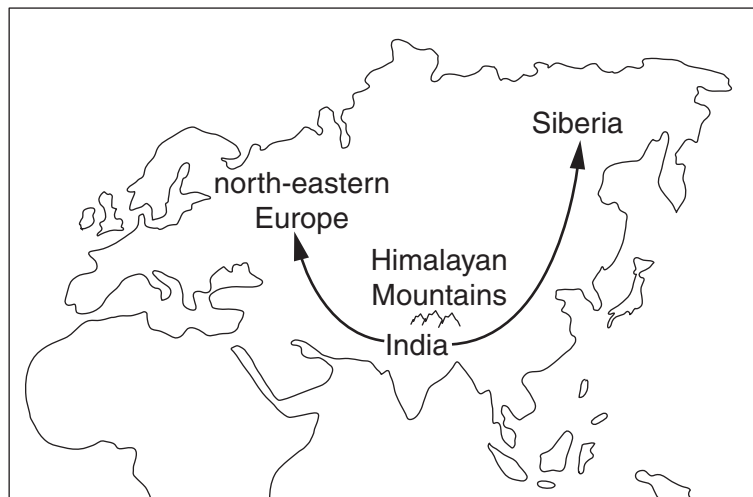 Siberia
north-eastern
Europe
Himalayan
Mountains
India